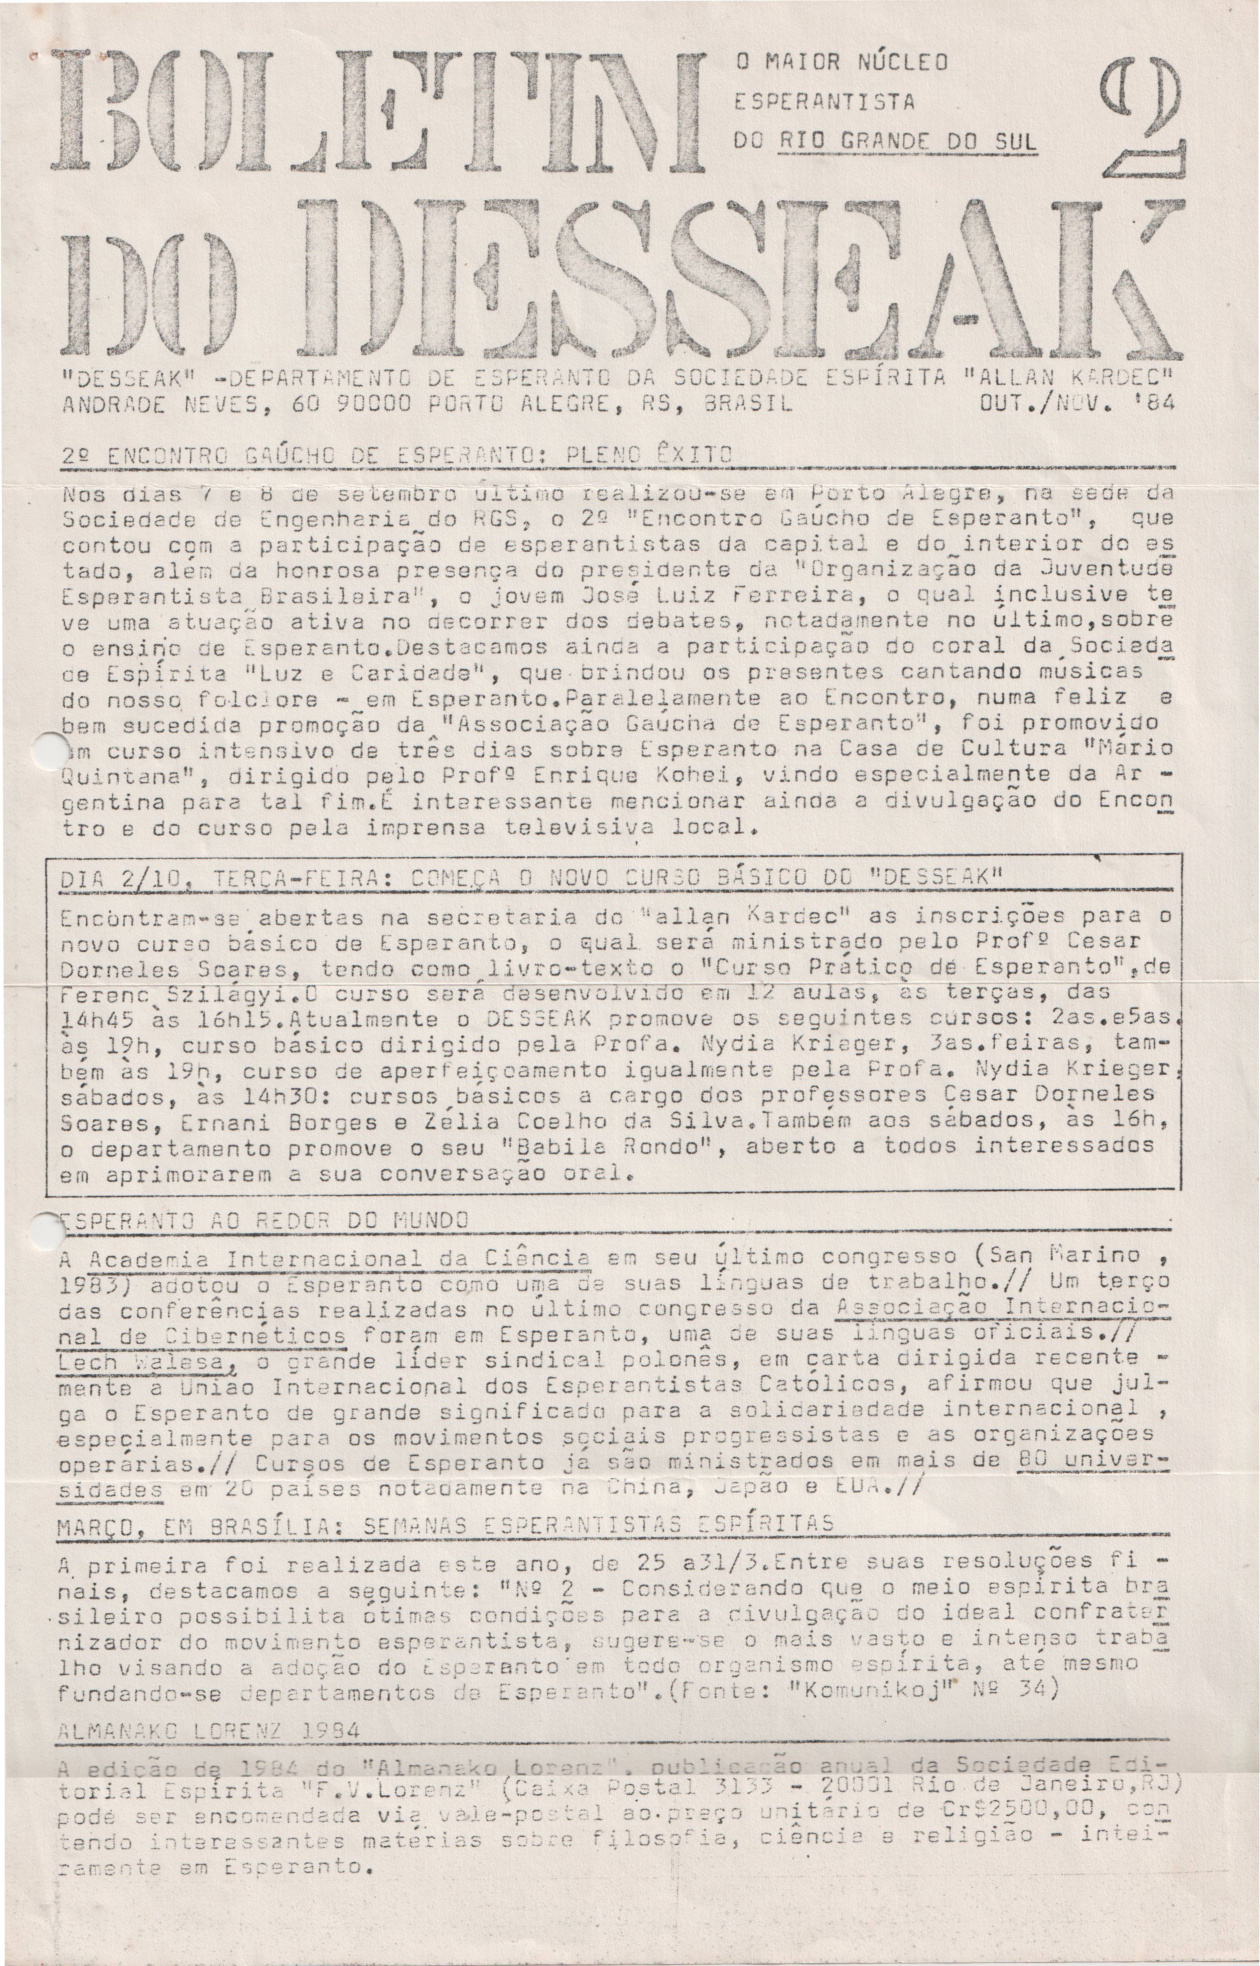 BOLETIM
O MAIOR NÚCLEO
ESPERANTISTA
DO RIO GRANDE DO SUL
2
DO DESSEAK
"DESSEAK" -DEPARTAMENTO DE ESPERANTO DA SOCIEDADE ESPÍRITA "ALLAN KARDEC"
ANDRADE NEVES, 60 90000 PORTO ALEGRE, RS, BRASIL OUT./NOV. '84
2º ENCONTRO GAÚCHO DE ESPERANTO: PLENO ÊXITO
Nos dias 7 e 8 de setembro último realizou-se em Porto Alegre, na sede da
Sociedade de Engenharia do RGS, o 2º "Encontro Gaúcho de Esperanto", que
contou com a participação de esperantistas da capital e do interior do es
tado, além da honrosa presença do presidente da "Organização da Juventude
Esperantista Brasileira", o jovem José Luiz Ferreira, o qual inclusive te
ve uma atuação ativa no decorrer dos debates, notadamente no último,sobre
o ensino de Esperanto.Destacamos ainda a participação do coral da Socieda
de Espírita "Luz e Caridade", que brindou os presentes cantando músicas
do nosso folclore - em Esperanto.Paralelamente ao Encontro, numa feliz e
bem sucedida promoção da "Associação Gaúcha de Esperanto", foi promovido
um curso intensivo de três dias sobre Esperanto na Casa de Cultura "Mário
Quintana", dirigido pelo Profº Enrique Kohei, vindo especialmente da Ar -
gentina para tal fim.É interessante mencionar ainda a divulgação do Encon
tro e do curso pela imprensa televisiva local.
DIA 2/10, TERÇA-FEIRA: COMEÇA O NOVO CURSO BÁSICO DO "DESSEAK"
Encontram-se abertas na secretaria do "allan Kardec" as inscrições para o
novo curso básico de Esperanto, o qual será ministrado pelo Profº Cesar
Dorneles Soares, tendo como livro-texto o "Curso Prático de Esperanto",de
Ferenc Szilágyi.O curso será desenvolvido em 12 aulas, às terças, das
14h45 às 16h15.Atualmente o DESSEAK promove os seguintes cursos: 2as.e5as.
às 19h, curso básico dirigido pela Profa. Nydia Krieger, 3as.feiras, tam-
bém às 19h, curso de aperfeiçoamento igualmente pela Profa. Nydia Krieger;
sábados, às 14h30: cursos básicos a cargo dos professores Cesar Dorneles
Soares, Ernani Borges e Zélia Coelho da Silva.Também aos sábados, às 16h,
o departamento promove o seu "Babila Rondo", aberto a todos interessados
em aprimorarem a sua conversação oral.
ESPERANTO AO REDOR DO MUNDO
A Academia Internacional da Ciência em seu último congresso (San Marino ,
1983) adotou o Esperanto como uma de suas línguas de trabalho.// Um terço
das conferências realizadas no último congresso da Associação Internacio-
nal de Cibernéticos foram em Esperanto, uma de suas línguas oficiais.//
Lech Walesa, o grande líder sindical polonês, em carta dirigida recente -
mente à União Internacional dos Esperantistas Católicos, afirmou que jul-
ga o Esperanto de grande significado para a solidariedade internacional ,
especialmente para os movimentos sociais progressistas e as organizações
operárias.// Cursos de Esperanto já são ministrados em mais de 80 univer-
sidades em 20 países notadamente na China, Japão e EUA.//
MARÇO, EM BRASÍLIA: SEMANAS ESPERANTISTAS ESPÍRITAS
A primeira foi realizada este ano, de 25 a31/3.Entre suas resoluções fi -
nais, destacamos a seguinte: "Nº 2 - Considerando que o meio espírita bra
sileiro possibilita ótimas condições para a divulgação do ideal confrater
nizador do movimento esperantista, sugere-se o mais vasto e intenso traba
lho visando a adoção do Esperanto em todo organismo espírita, até mesmo
fundando-se departamentos de Esperanto".(Fonte: "Komunikoj" Nº 34)
ALMANAKO LORENZ 1984
A edição de 1984 do "Almanako Lorenz", publicação anual da Sociedade Edi-
torial Espírita "F.V.Lorenz" (Caixa Postal 3133 - 20001 Rio de Janeiro,RJ)
pode ser encomendada via vale-postal ao preço unitário de Cr$2500,00, con
tendo interessantes matérias sobre filosofia, ciência e religião - intei-
ramente em Esperanto.